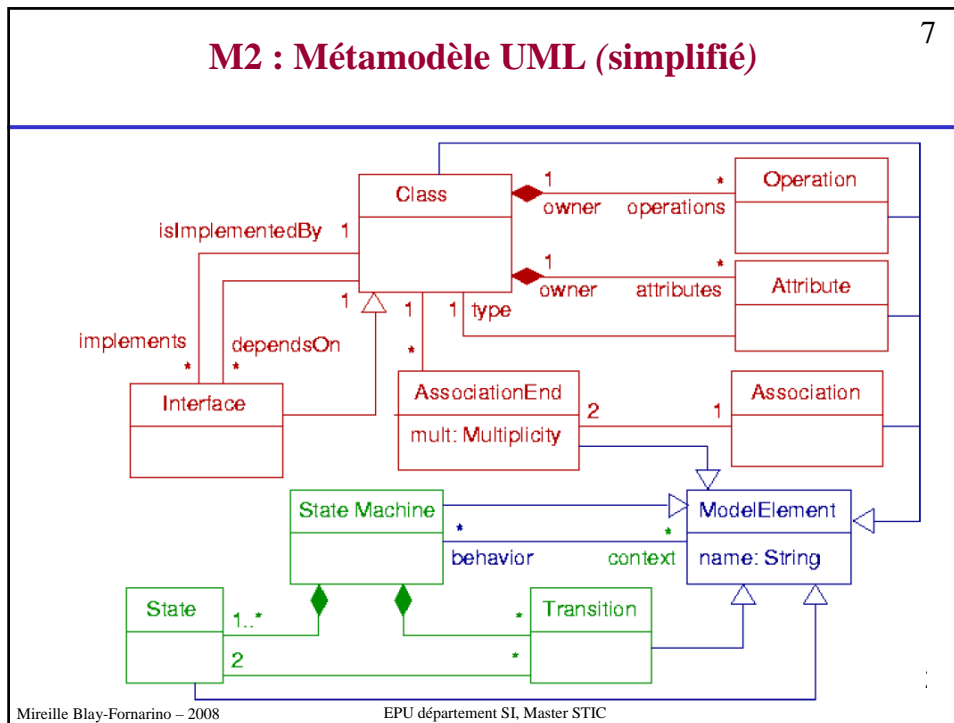 7
M2 : Métamodèle UML (simplifié)
Class
1
owner
*
operations
Operation
isImplementedBy
1
1
owner
*
attributes
Attribute
1
1
1
type
implements
*
dependsOn
*
*
Interface
AssociationEnd
mult: Multiplicity
2
1
Association
State Machine
*
behavior
*
context
ModelElement
name: String
State
1..*
2
*
*
Transition
Mireille Blay-Fornarino – 2008
EPU département SI, Master STIC